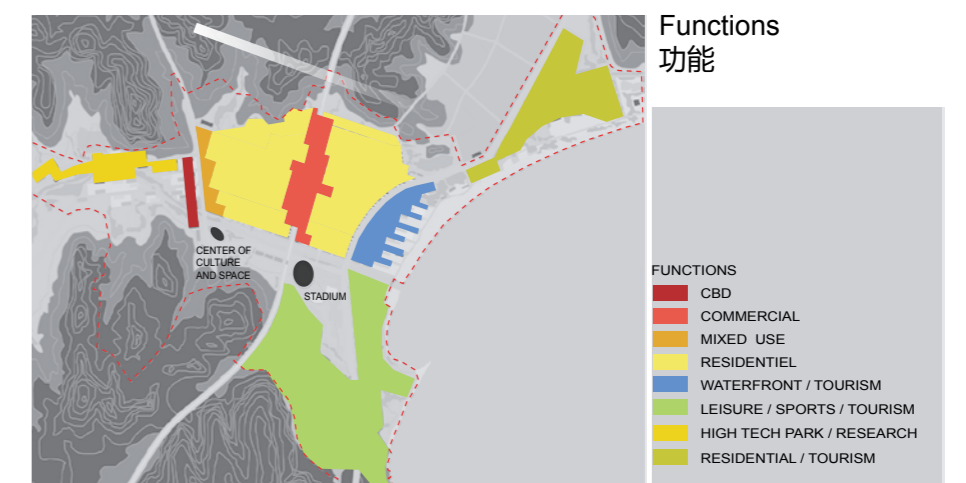 Functions
功能
CENTER OF
CULTURE
AND SPACE
STADIUM
FUNCTIONS
CBD
COMMERCIAL
MIXED USE
RESIDENTIEL
WATERFRONT / TOURISM
LEISURE / SPORTS / TOURISM
HIGH TECH PARK / RESEARCH
RESIDENTIAL / TOURISM